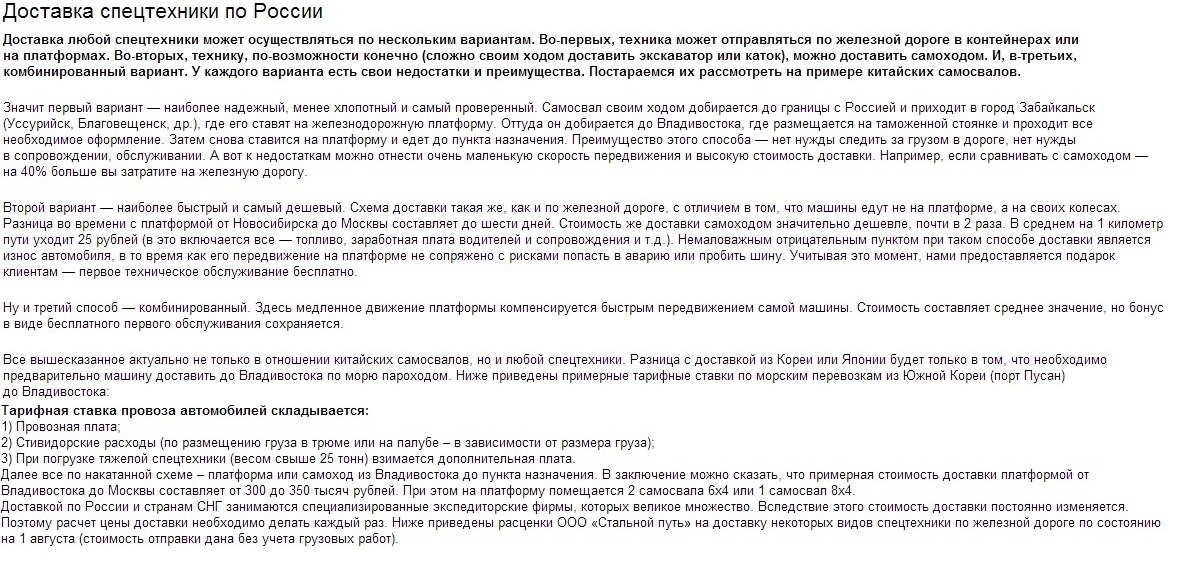 Доставка спецтехники по России
Доставка любой спецтехники может осуществляться по нескольким вариантам. Во-первых, техника может отправляться по железной дороге в контейнерах или
на платформах. Во-вторых, технику, по-возможности конечно (сложно своим ходом доставить экскаватор или каток), можно доставить самоходом. И, в-третьих,
комбинированный вариант. У каждого варианта есть свои недостатки и преимущества. Постараемся их рассмотреть на примере китайских самосвалов.
Значит первый вариант — наиболее надежный, менее хлопотный и самый проверенный. Самосвал своим ходом добирается до границы с Россией и приходит в город Забайкальск
(Уссурийск, Благовещенск, др.), где его ставят на железнодорожную платформу. Оттуда он добирается до Владивостока, где размещается на таможенной стоянке и проходит все
необходимое оформление. Затем снова ставится на платформу и едет до пункта назначения. Преимущество этого способа — нет нужды следить за грузом в дороге, нет нужды
в сопровождении, обслуживании. А вот к недостаткам можно отнести очень маленькую скорость передвижения и высокую стоимость доставки. Например, если сравнивать с самоходом —
на 40% больше вы затратите на железную дорогу.
Второй вариант — наиболее быстрый и самый дешевый. Схема доставки такая же, как и по железной дороге, с отличием в том, что машины едут не на платформе, а на своих колесах.
Разница во времени с платформой от Новосибирска до Москвы составляет до шести дней. Стоимость же доставки самоходом значительно дешевле, почти в 2 раза. В среднем на 1 километр
пути уходит 25 рублей (в это включается все — топливо, заработная плата водителей и сопровождения и т.д.). Немаловажным отрицательным пунктом при таком способе доставки является
износ автомобиля, в то время как его передвижение на платформе не сопряжено с рисками попасть в аварию или пробить шину. Учитывая это момент, нами предоставляется подарок
клиентам — первое техническое обслуживание бесплатно.
Ну и третий способ — комбинированный. Здесь медленное движение платформы компенсируется быстрым передвижением самой машины. Стоимость составляет среднее значение, но бонус
в виде бесплатного первого обслуживания сохраняется.
Все вышесказанное актуально не только в отношении китайских самосвалов, но и любой спецтехники. Разница с доставкой из Кореи или Японии будет только в том, что необходимо
предварительно машину доставить до Владивостока по морю пароходом. Ниже приведены примерные тарифные ставки по морским перевозкам из Южной Кореи (порт Пусан)
до Владивостока:
Тарифная ставка провоза автомобилей складывается:
1) Провозная плата;
2) Стивидорские расходы (по размещению груза в трюме или на палубе – в зависимости от размера груза);
3) При погрузке тяжелой спецтехники (весом свыше 25 тонн) взимается дополнительная плата.
Далее все по накатанной схеме – платформа или самоход из Владивостока до пункта назначения. В заключение можно сказать, что примерная стоимость доставки платформой от
Владивостока до Москвы составляет от 300 до 350 тысяч рублей. При этом на платформу помещается 2 самосвала 6х4 или 1 самосвал 8х4.
Доставкой по России и странам СНГ занимаются специализированные экспедиторские фирмы, которых великое множество. Вследствие этого стоимость доставки постоянно изменяется.
Поэтому расчет цены доставки необходимо делать каждый раз. Ниже приведены расценки ООО «Стальной путь» на доставку некоторых видов спецтехники по железной дороге по состоянию
на 1 августа (стоимость отправки дана без учета грузовых работ).